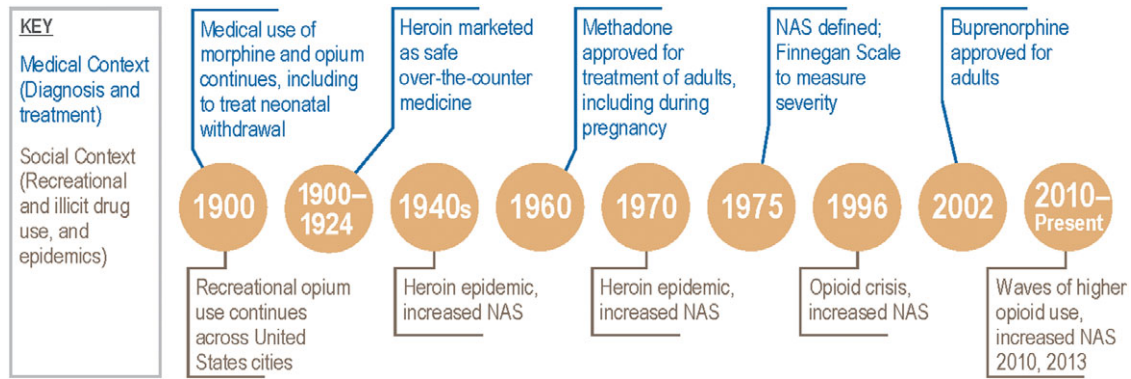 KEY
Medical Context
(Diagnosis and
treatment)
Social Context
(Recreational
and illicit drug
use, and
epidemics)
Medical use of
morphine and opium
continues, including
to treat neonatal
withdrawal
Heroin marketed
as safe
over-the-counter
medicine
Methadone
approved for
treatment of adults,
including during
pregnancy
NAS defined;
Finnegan Scale
to measure
severity
Buprenorphine
approved for
adults
1900
1900–
1924
1940s
1960
1970
1975
1996
2002
2010–
Present
Recreational opium
use continues
across United
States cities
Heroin epidemic,
increased NAS
Heroin epidemic,
increased NAS
Opioid crisis,
increased NAS
Waves of higher
opioid use,
increased NAS
2010, 2013